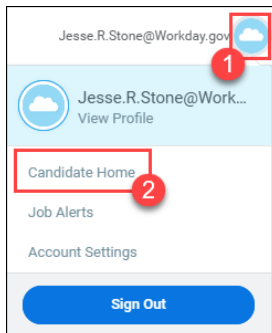 Jesse.R.Stone@Workday.gov
1
Jesse.R.Stone@Work...
View Profile
Candidate Home
2
Job Alerts
Account Settings
Sign Out